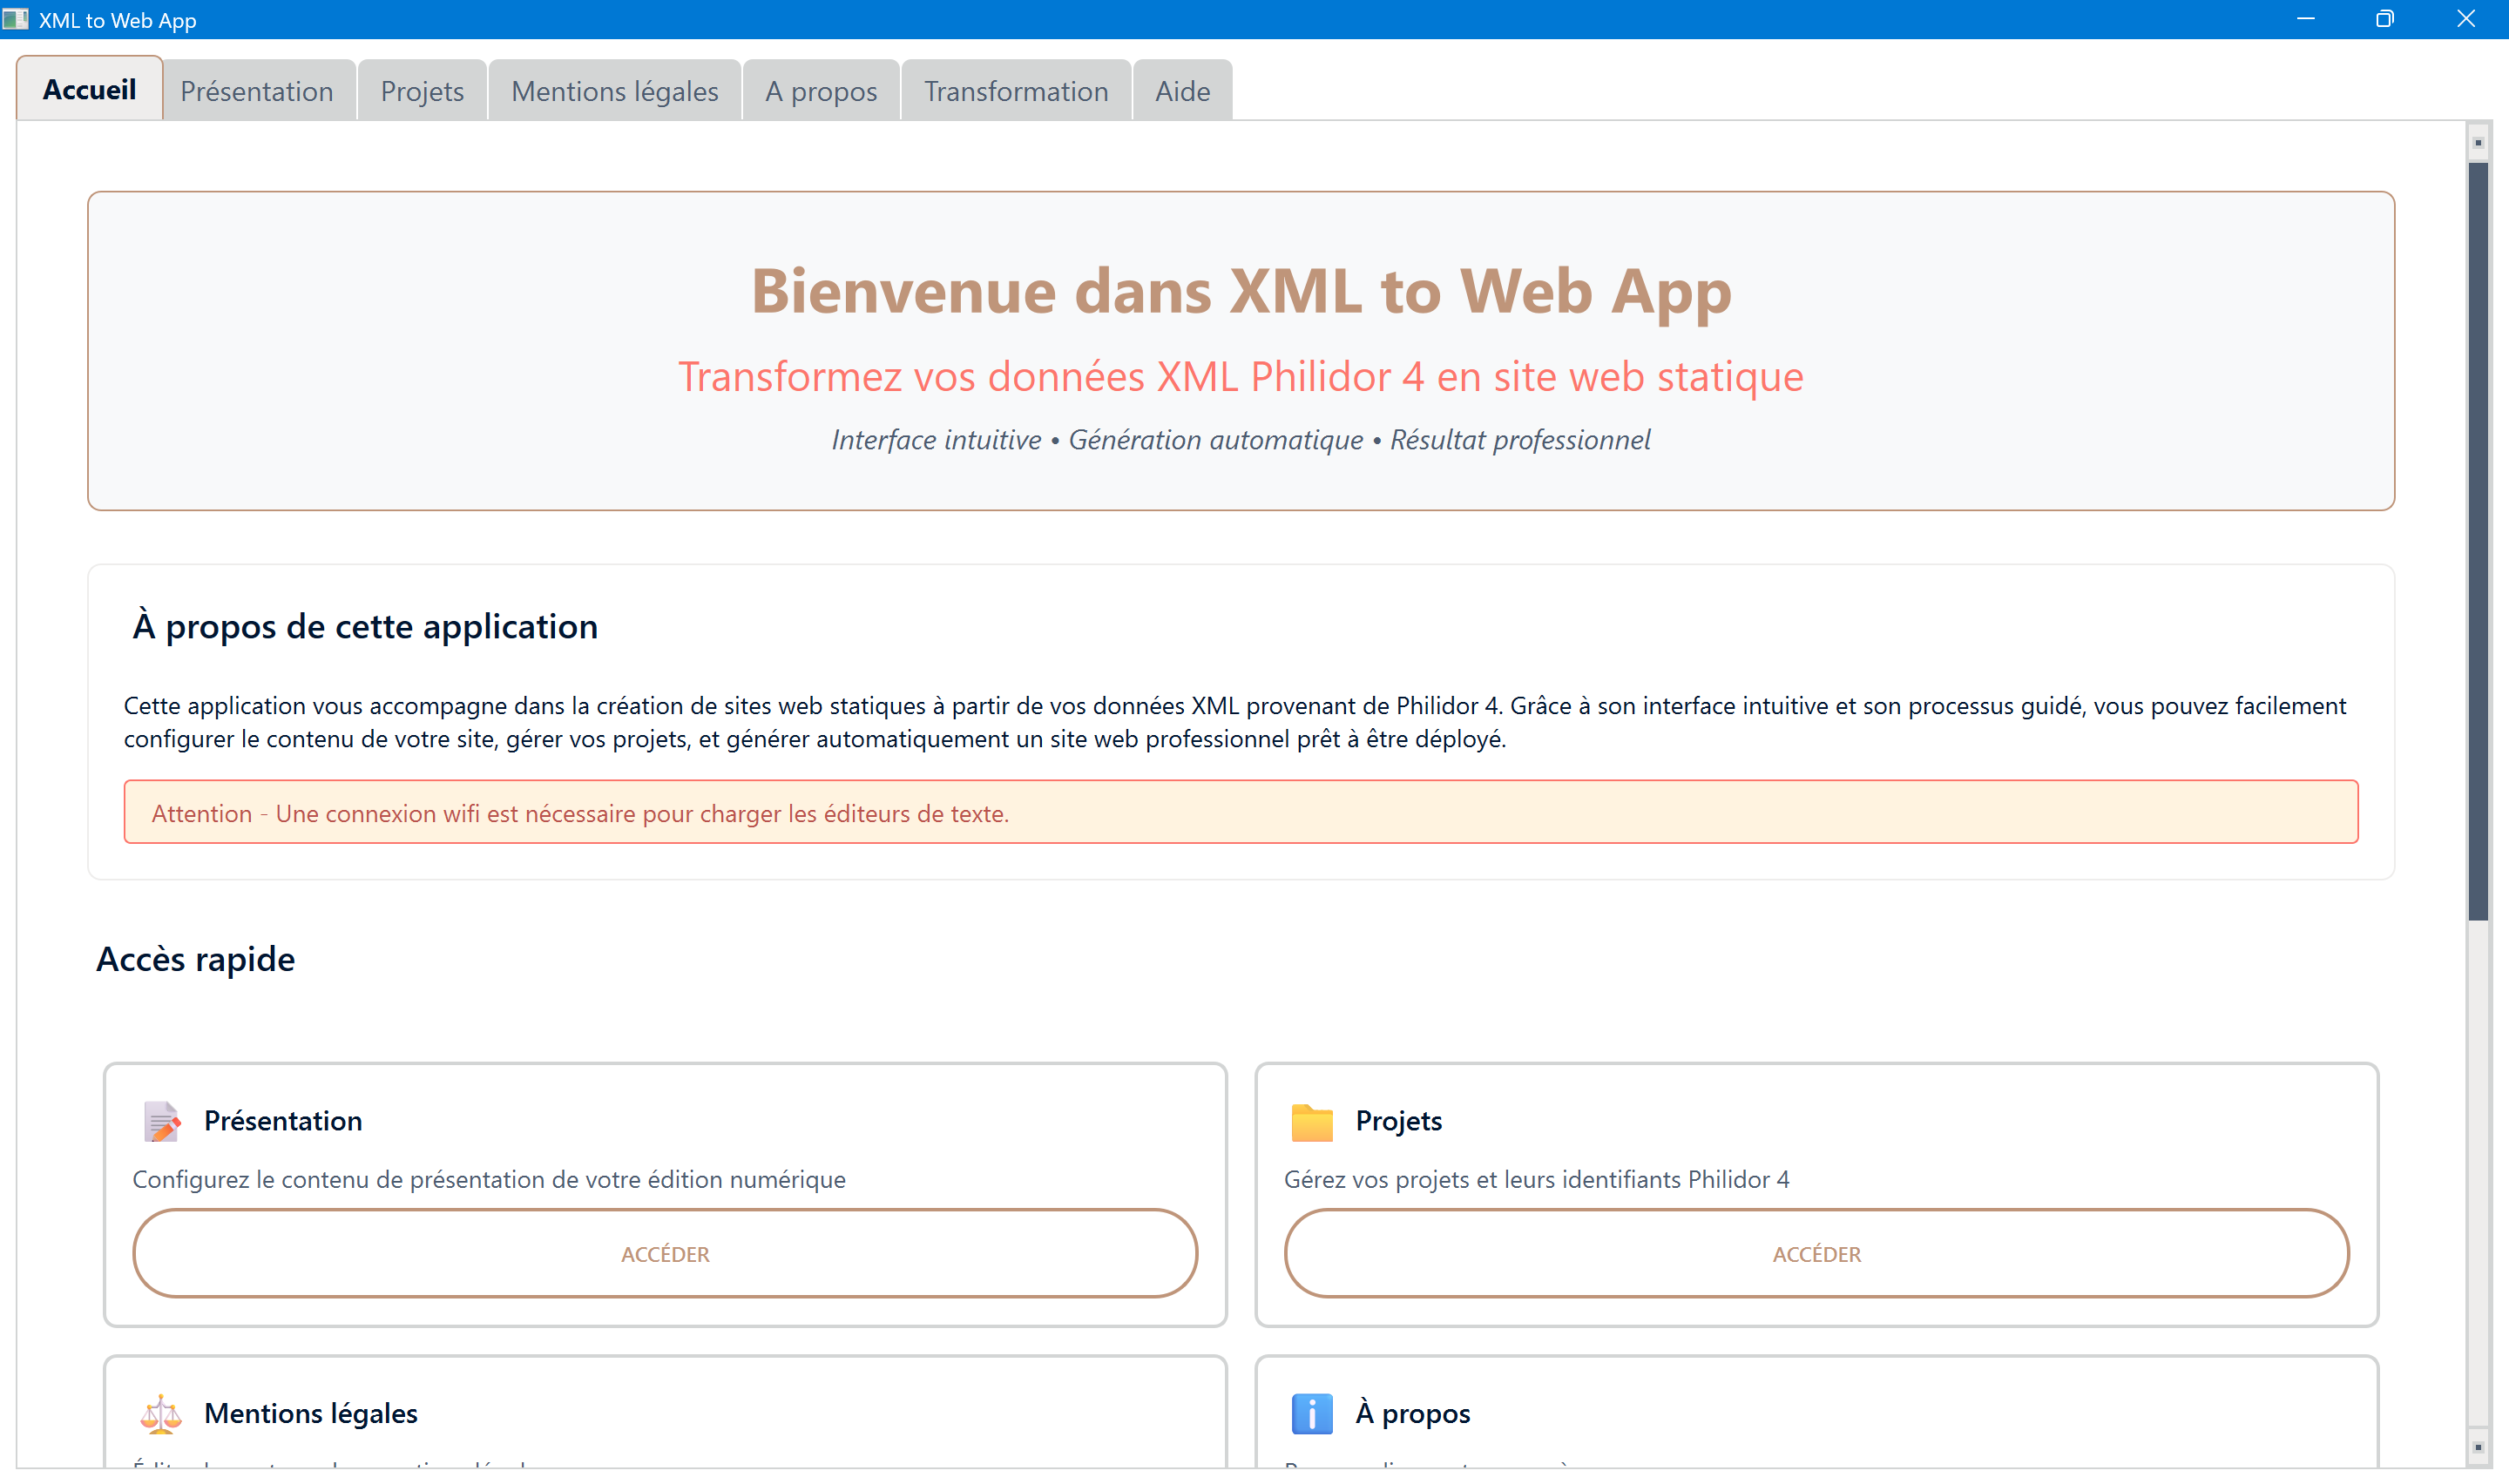 XML to Web App
Accueil
Présentation
Projets
Mentions légales
A propos
Transformation
Aide
Bienvenue dans XML to Web App
Transformez vos données XML Philidor 4 en site web statique
Interface intuitive • Génération automatique • Résultat professionnel
À propos de cette application
Cette application vous accompagne dans la création de sites web statiques à partir de vos données XML provenant de Philidor 4. Grâce à son interface intuitive et son processus guidé, vous pouvez facilement
configurer le contenu de votre site, gérer vos projets, et générer automatiquement un site web professionnel prêt à être déployé.
Attention - Une connexion wifi est nécessaire pour charger les éditeurs de texte.
Accès rapide
Présentation
Configurez le contenu de présentation de votre édition numérique
ACCÉDER
Projets
Gérez vos projets et leurs identifiants Philidor 4
ACCÉDER
Mentions légales
À propos